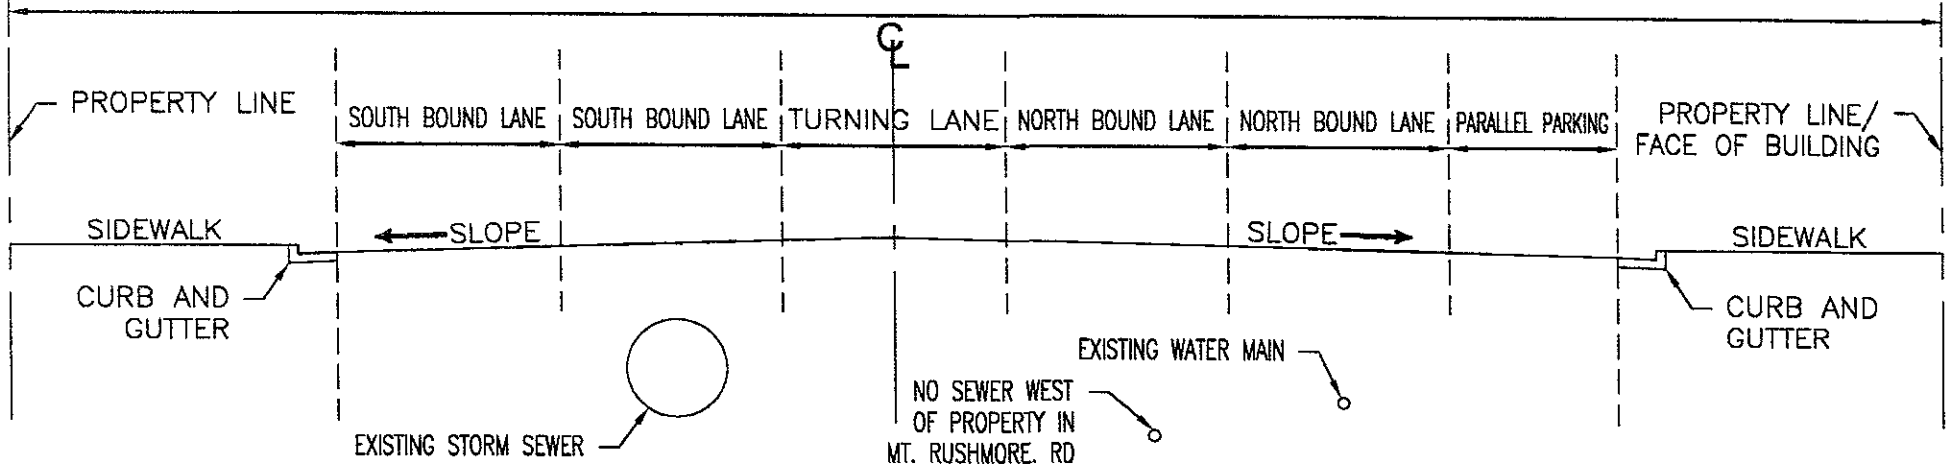 CL
PROPERTY LINE
SOUTH BOUND LANE
SOUTH BOUND LANE
TURNING LANE
NORTH BOUND LANE
NORTH BOUND LANE
PARALLEL PARKING
PROPERTY LINE/
FACE OF BUILDING
SIDEWALK
SLOPE
SLOPE
SIDEWALK
CURB AND
GUTTER
CURB AND
GUTTER
EXISTING WATER MAIN
NO SEWER WEST
OF PROPERTY IN
MT. RUSHMORE. RD
EXISTING STORM SEWER